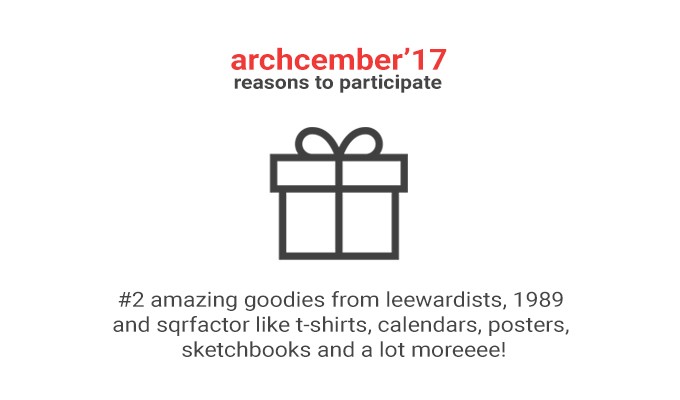 archcember’17
reasons to participate
#2 amazing goodies from leewardists, 1989
and sqrfactor like t-shirts, calendars, posters,
sketchbooks and a lot moreeee!